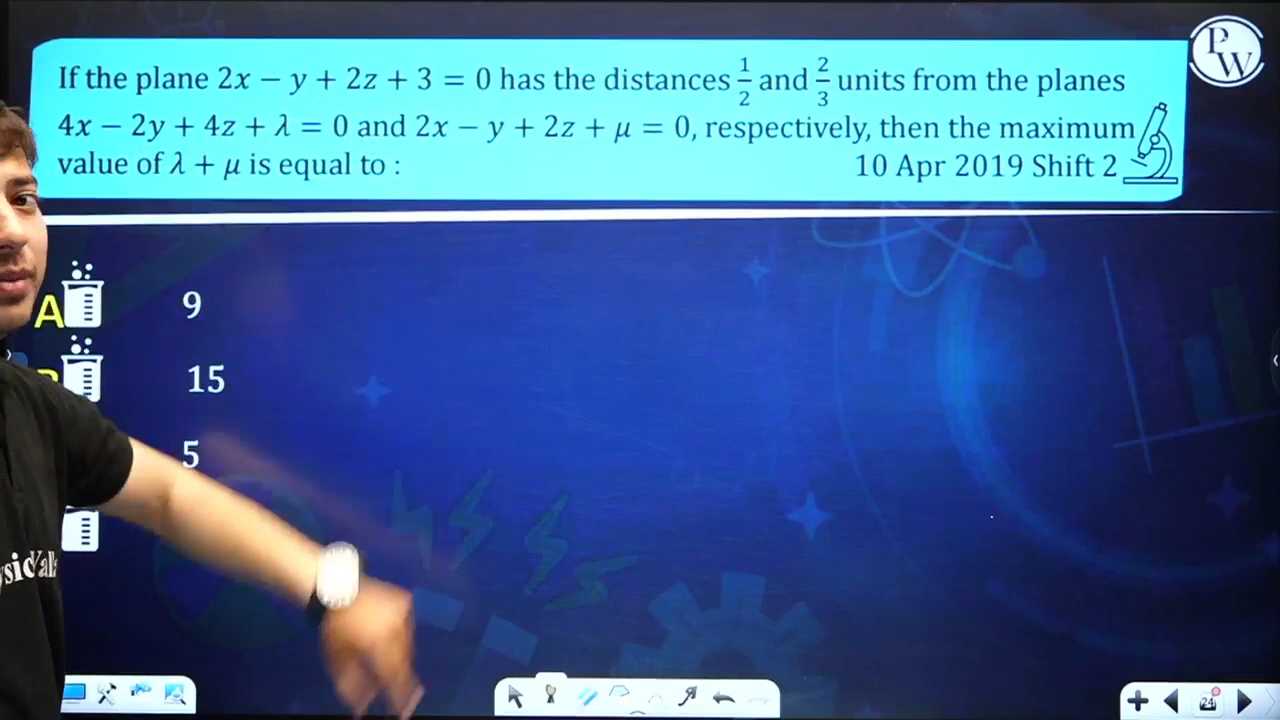 If the plane 2x − y + 2z + 3 = 0 has the distances 1/2 and 2/3 units from the planes
4x − 2y + 4z + λ = 0 and 2x − y + 2z + μ = 0, respectively, then the maximum
value of λ + μ is equal to :
10 Apr 2019 Shift 2
PW
A 9
15
5
24